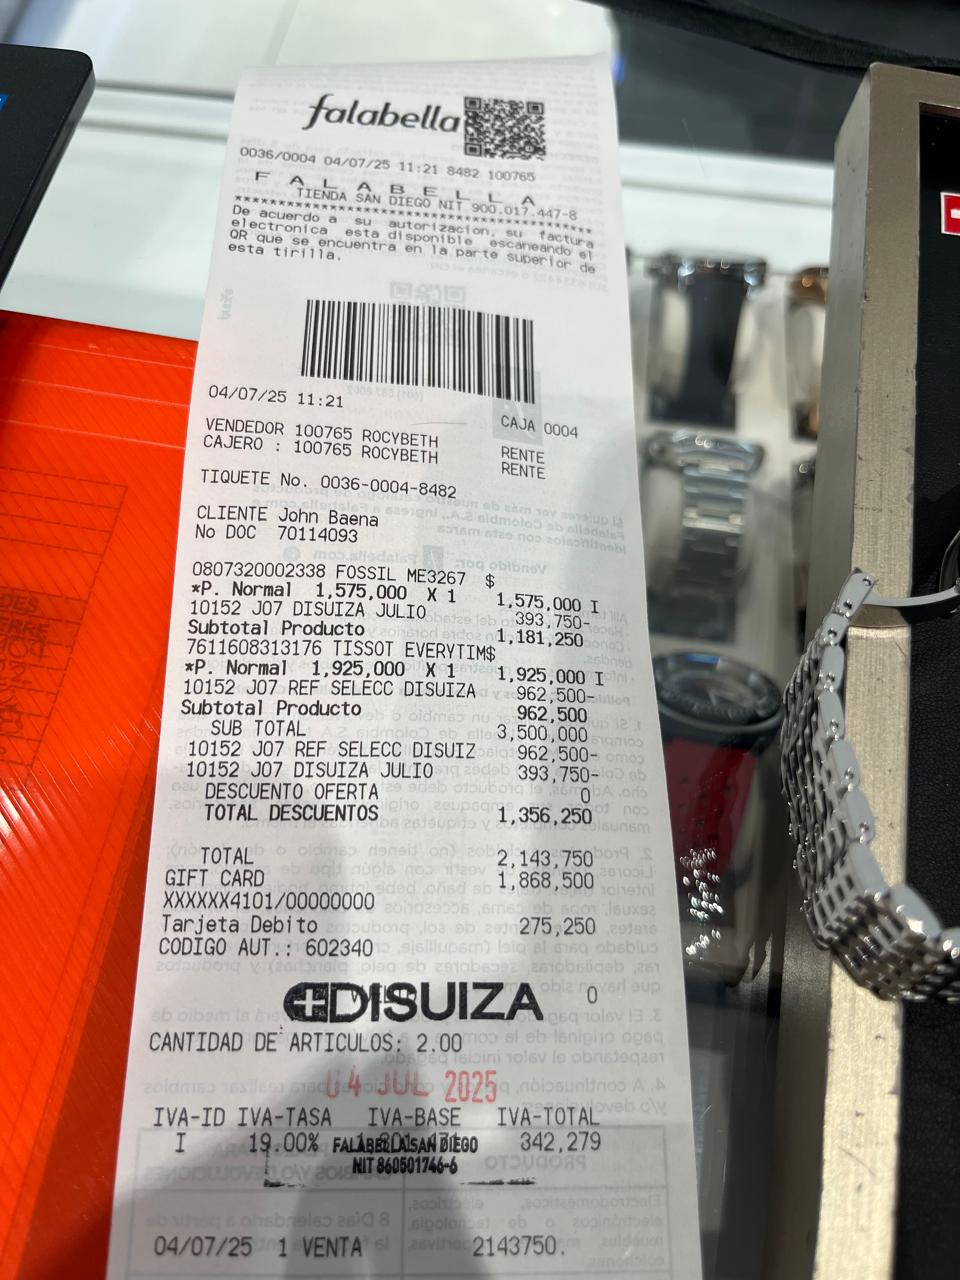 falabella
0036/0004 04/07/25 11:21 8482 100765
F A L A B E L L A
TIENDA SAN DIEGO NIT 900.017.447-8
****************************************
De acuerdo a su autorizacion, su factura
electronica esta disponible escaneando el
QR que se encuentra en la parte superior de
esta tirilla.
04/07/25 11:21 CAJA 0004
VENDEDOR 100765 ROCYBETH RENTE
CAJERO : 100765 ROCYBETH RENTE
TIQUETE No. 0036-0004-8482
CLIENTE John Baena
No DOC 70114093
0807320002338 FOSSIL ME3267 $
*P. Normal 1,575,000 X 1 1,575,000 I
10152 J07 DISUIZA JULIO 393,750-
Subtotal Producto 1,181,250
7611608313176 TISSOT EVERYTIM$
*P. Normal 1,925,000 X 1 1,925,000 I
10152 J07 REF SELECC DISUIZA 962,500-
Subtotal Producto 962,500
SUB TOTAL 3,500,000
10152 J07 REF SELECC DISUIZ 962,500-
10152 J07 DISUIZA JULIO 393,750-
DESCUENTO OFERTA 0
TOTAL DESCUENTOS 1,356,250
TOTAL 2,143,750
GIFT CARD 1,868,500
XXXXXX4101/00000000
Tarjeta Debito 275,250
CODIGO AUT.: 602340
DISUIZA 0
CANTIDAD DE ARTICULOS: 2.00
04 JUL 2025
IVA-ID IVA-TASA IVA-BASE IVA-TOTAL
I 19.00% 342,279
FALABELLA SAN DIEGO
NIT 860501746-6
04/07/25 1 VENTA 2143750.